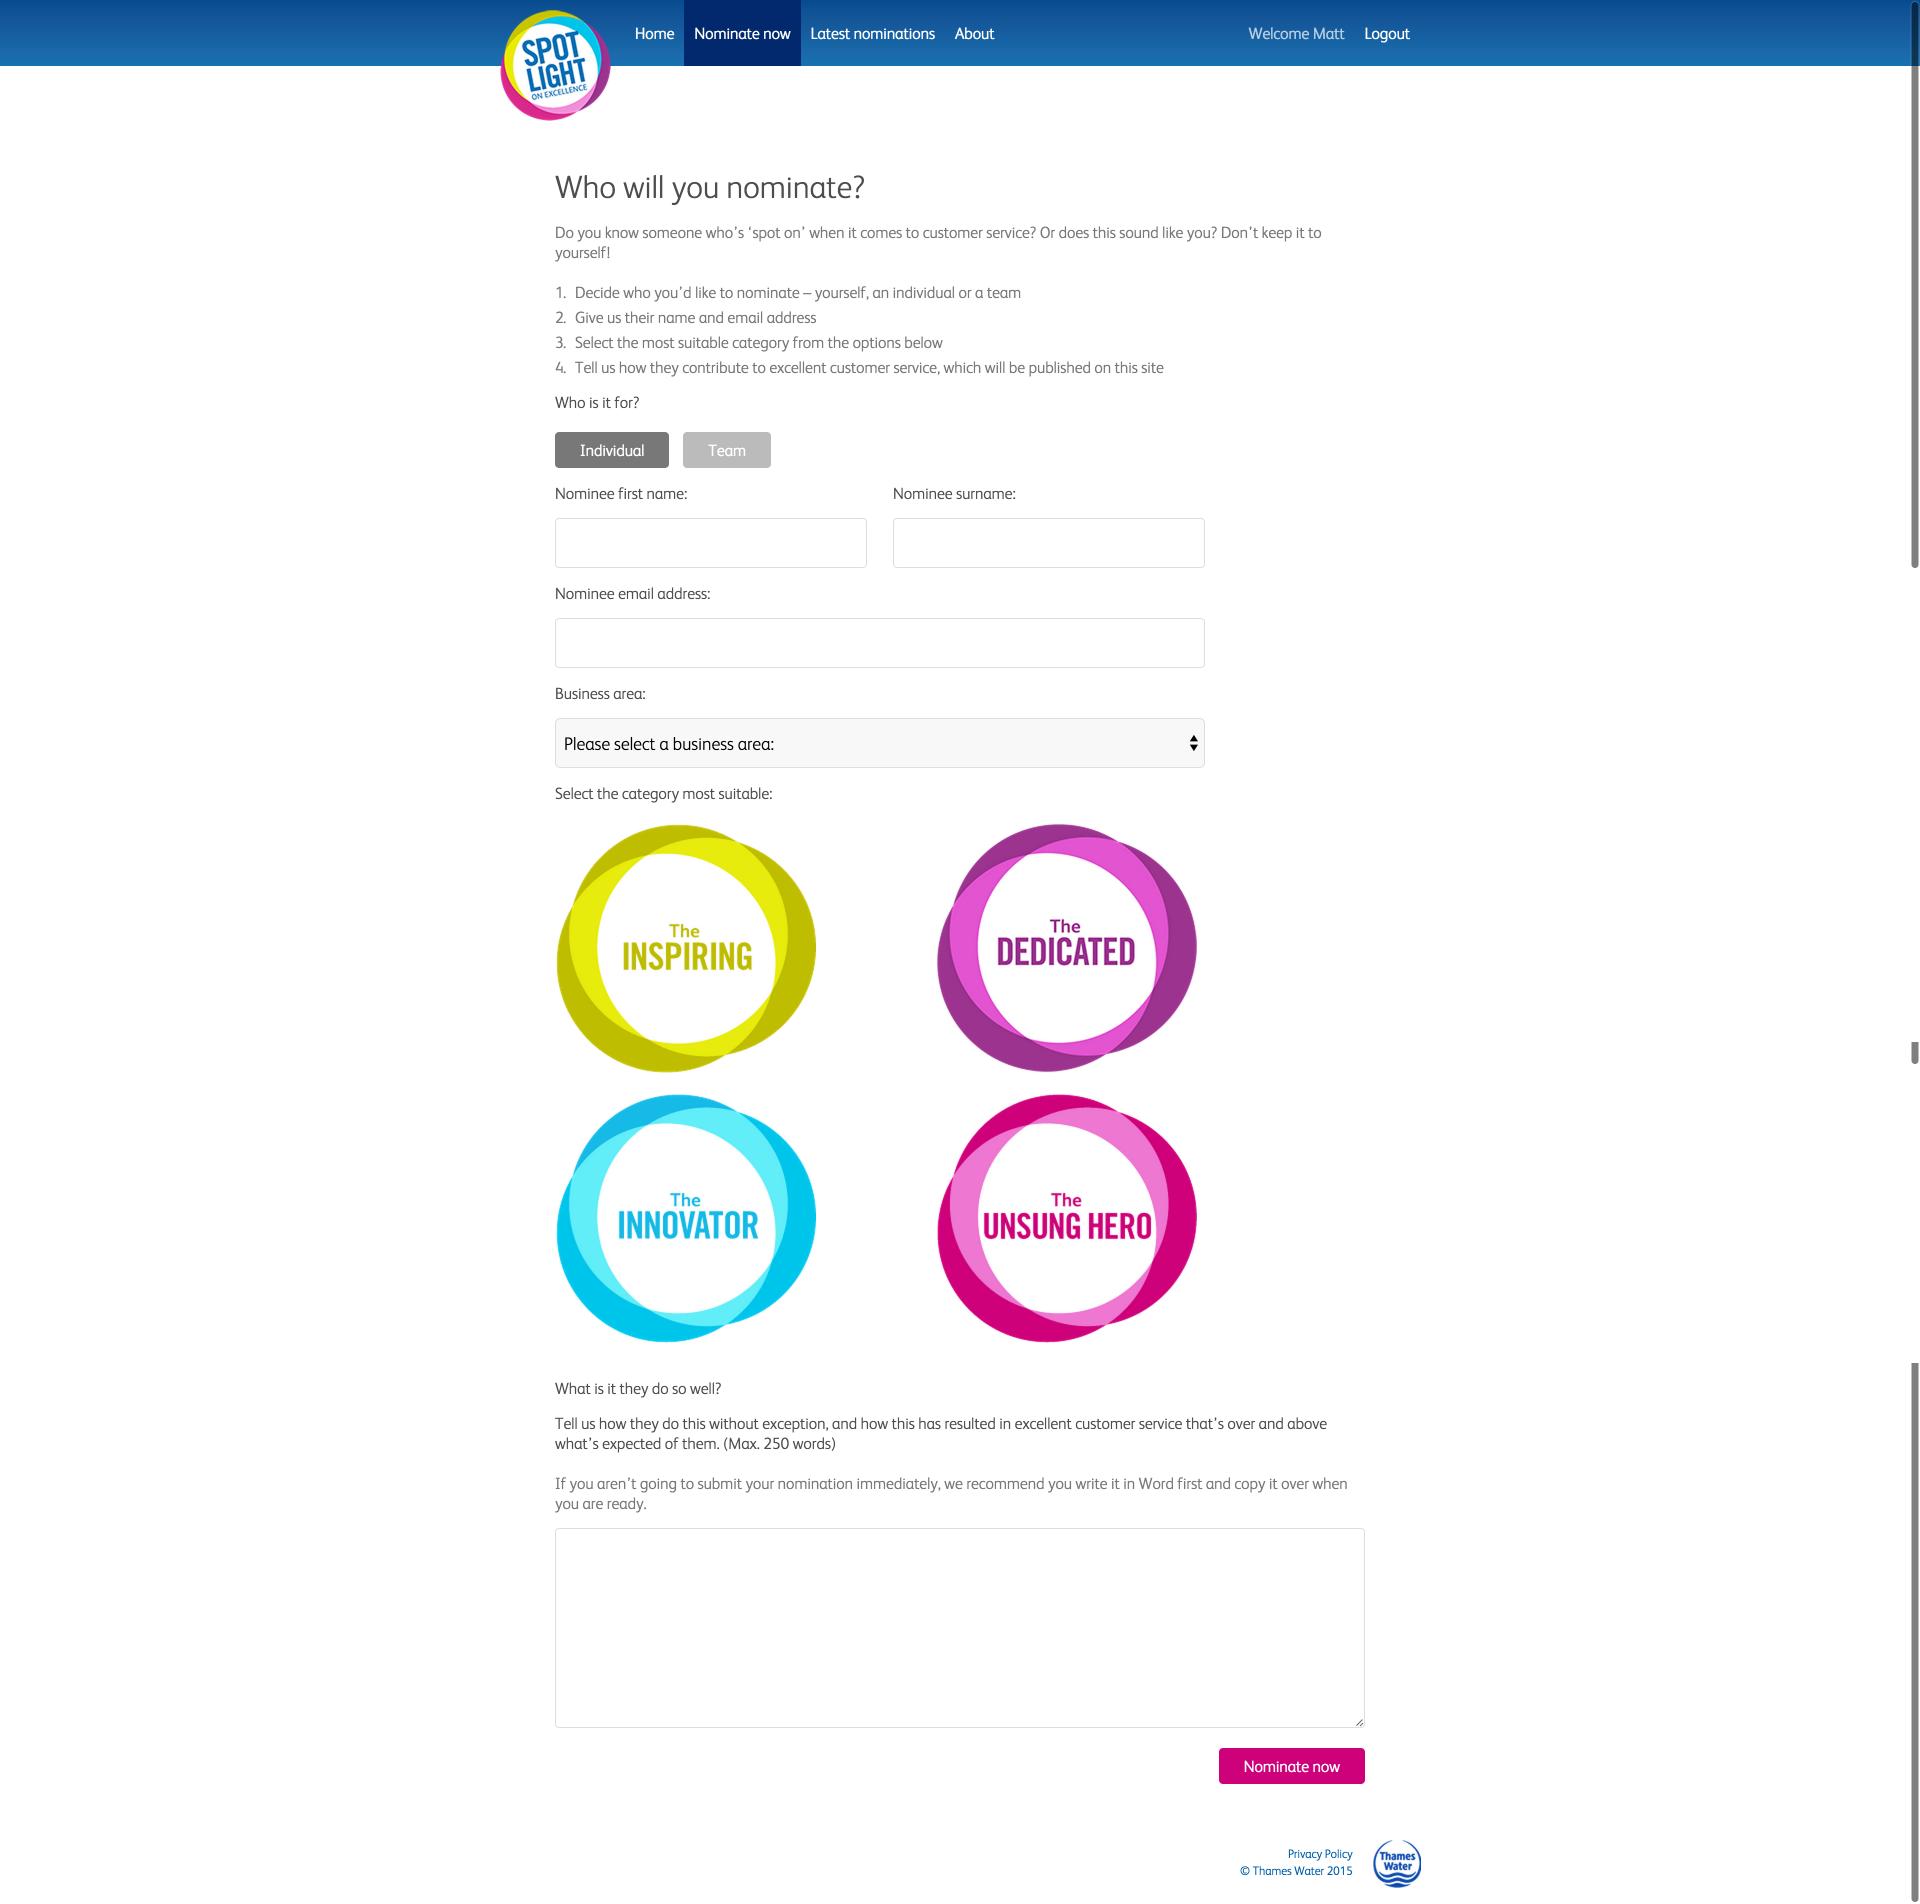 SPOT
LIGHT
ON EXCELLENCE
Home Nominate now Latest nominations About Welcome Matt Logout
Who will you nominate?
Do you know someone who’s ‘spot on’ when it comes to customer service? Or does this sound like you? Don’t keep it to
yourself!
1. Decide who you’d like to nominate – yourself, an individual or a team
2. Give us their name and email address
3. Select the most suitable category from the options below
4. Tell us how they contribute to excellent customer service, which will be published on this site
Who is it for?
Individual Team
Nominee first name: Nominee surname:
Nominee email address:
Business area:
Please select a business area:
Select the category most suitable:
The
INSPIRING
The
DEDICATED
The
INNOVATOR
The
UNSUNG HERO
What is it they do so well?
Tell us how they do this without exception, and how this has resulted in excellent customer service that’s over and above
what’s expected of them. (Max. 250 words)
If you aren’t going to submit your nomination immediately, we recommend you write it in Word first and copy it over when
you are ready.
Nominate now
Privacy Policy
© Thames Water 2015
Thames
Water